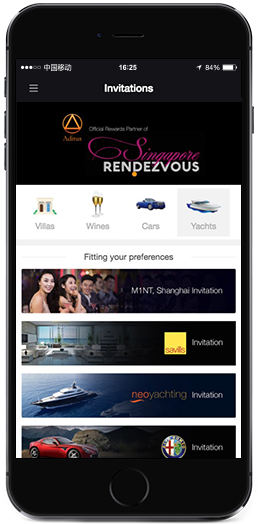 中国移动 16:25 84%
Invitations
Aditus
Official Rewards Partner of
Singapore
RENDEZVOUS
Villas Wines Cars Yachts
Fitting your preferences
M1NT, Shanghai Invitation
savills Invitation
neoyachting Invitation
Invitation